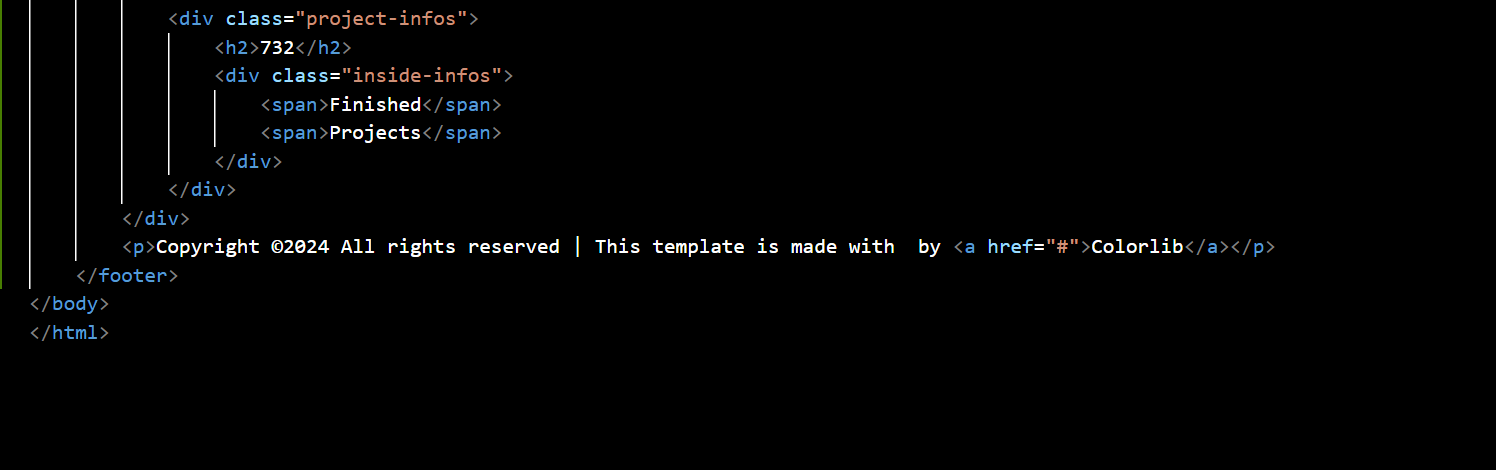 <div class="project-infos">
<h2>732</h2>
<div class="inside-infos">
<span>Finished</span>
<span>Projects</span>
</div>
</div>
</div>
<p>Copyright ©2024 All rights reserved | This template is made with  by <a href="#">Colorlib</a></p>
</footer>
</body>
</html>